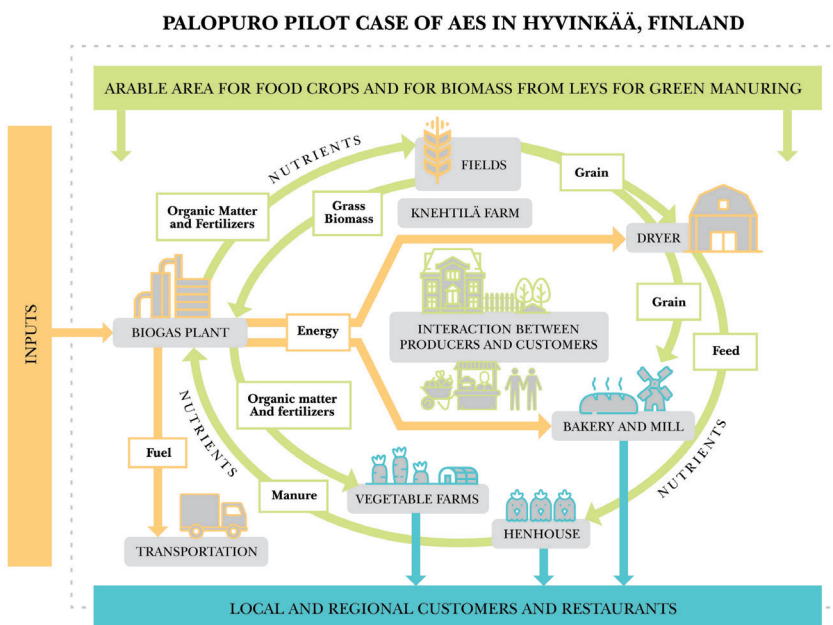 PALOPURO PILOT CASE OF AES IN HYVINKÄÄ, FINLAND
ARABLE AREA FOR FOOD CROPS AND FOR BIOMASS FROM LEYS FOR GREEN MANURING
INPUTS
NUTRIENTS
FIELDS
Grain
Organic Matter
and Fertilizers
Grass
Biomass
KNEHTILÄ FARM
DRYER
Grain
BIOGAS PLANT
Energy
INTERACTION BETWEEN
PRODUCERS AND CUSTOMERS
Feed
Organic matter
And fertilizers
BAKERY AND MILL
Fuel
NUTRIENTS
NUTRIENTS
Manure
VEGETABLE FARMS
HENHOUSE
TRANSPORTATION
LOCAL AND REGIONAL CUSTOMERS AND RESTAURANTS